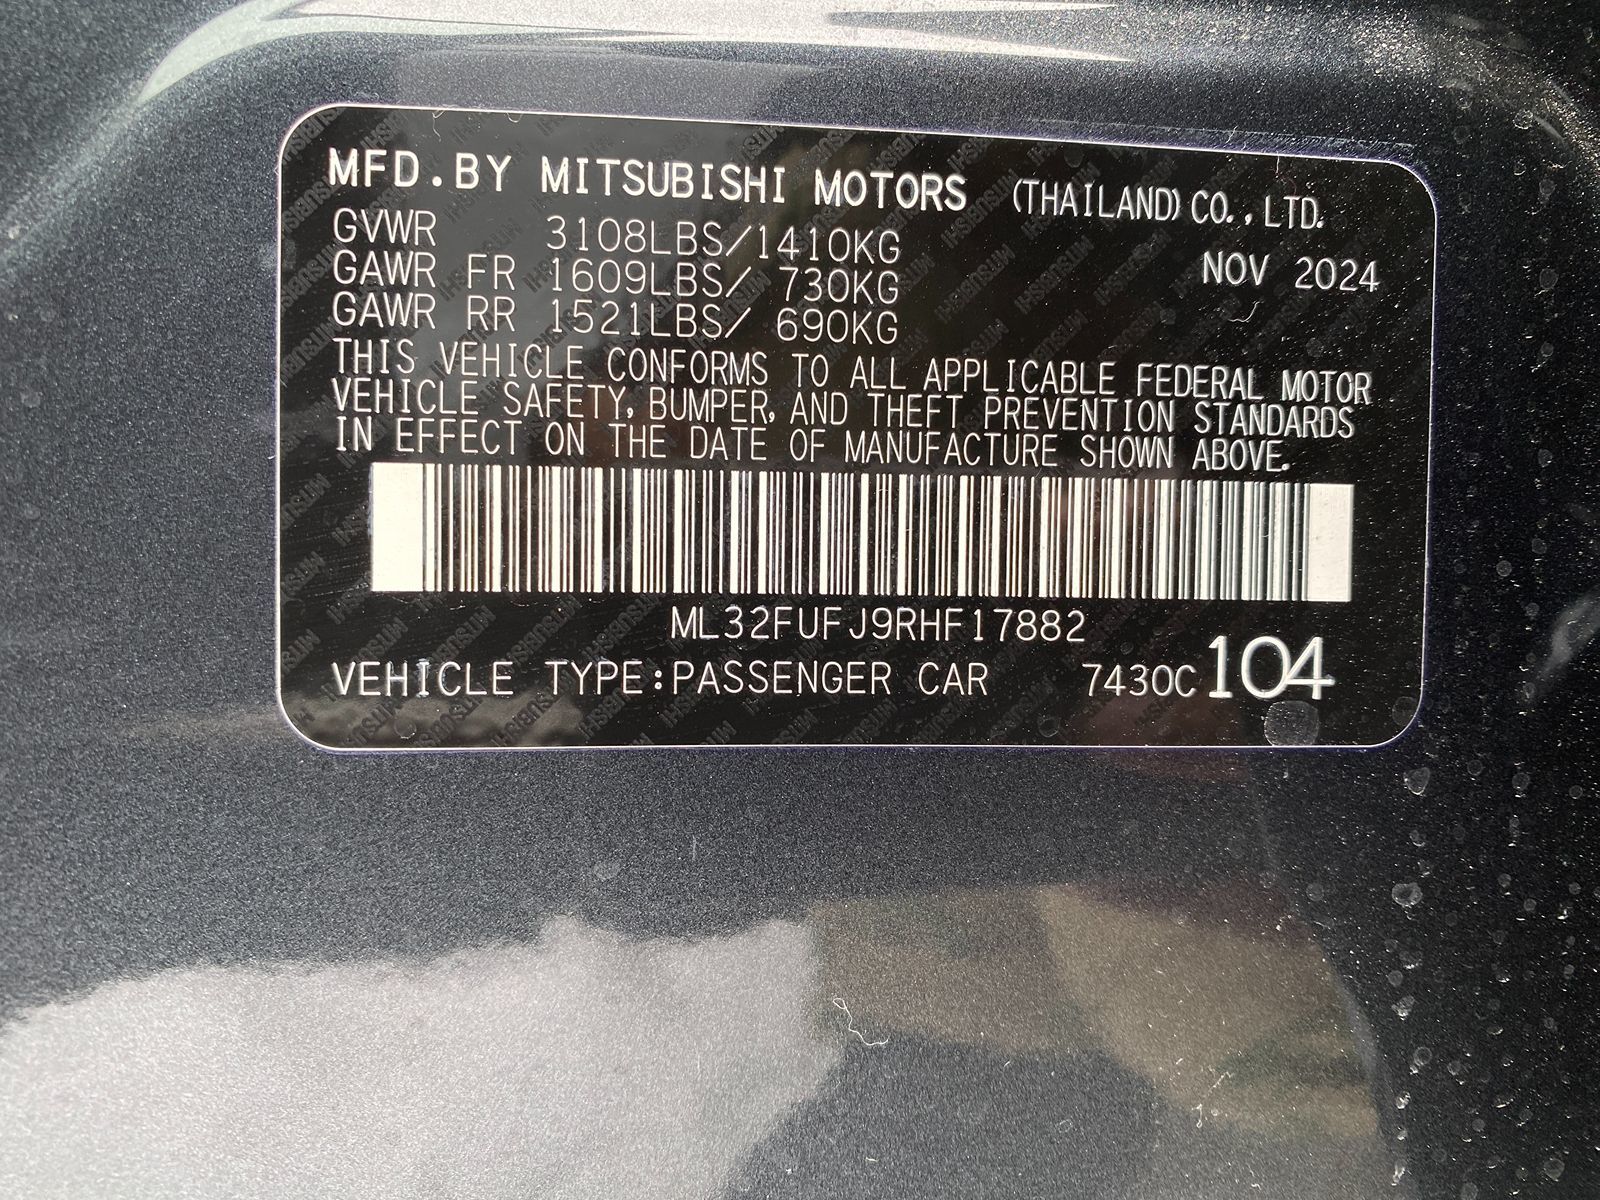 MFD.BY MITSUBISHI MOTORS (THAILAND) CO., LTD.
GVWR 3108LBS/1410KG
NOV 2024
GAWR FR 1609LBS/ 730KG
GAWR RR 1521LBS/ 690KG
THIS VEHICLE CONFORMS TO ALL APPLICABLE FEDERAL MOTOR
VEHICLE SAFETY, BUMPER, AND THEFT PREVENTION STANDARDS
IN EFFECT ON THE DATE OF MANUFACTURE SHOWN ABOVE.
ML32FUFJ9RHF17882
VEHICLE TYPE:PASSENGER CAR 7430C 104